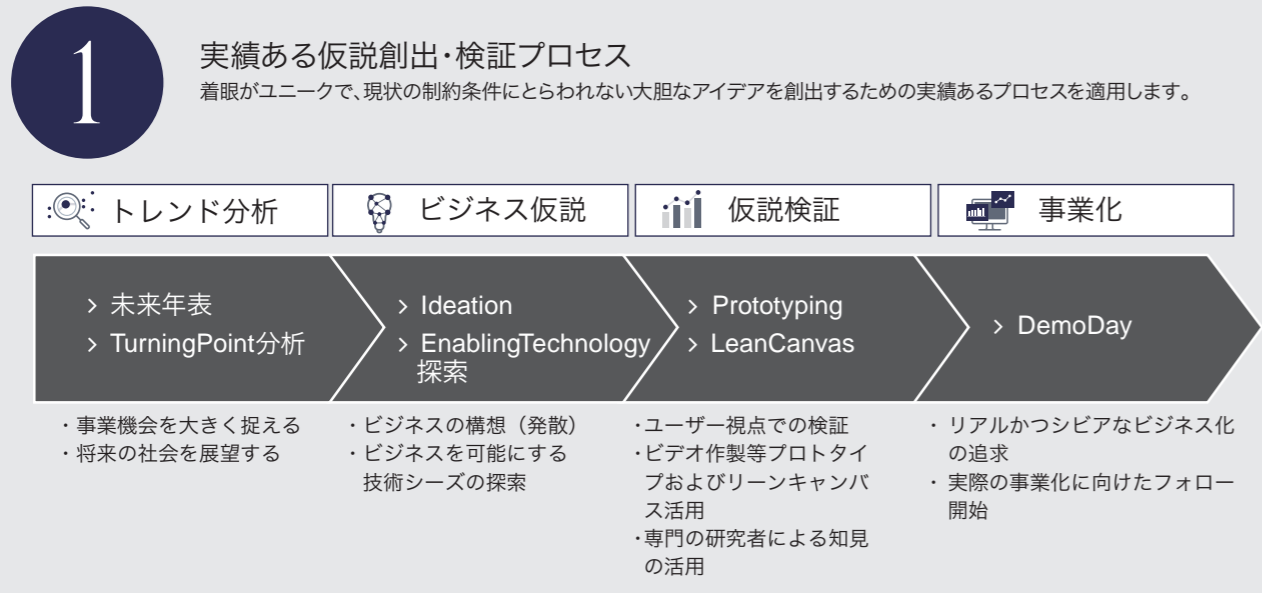 1
実績ある仮説創出・検証プロセス
着眼がユニークで、現状の制約条件にとらわれない大胆なアイデアを創出するための実績あるプロセスを適用します。
トレンド分析
ビジネス仮説
仮説検証
事業化
> 未来年表
> TurningPoint分析
> Ideation
> EnablingTechnology
探索
> Prototyping
> LeanCanvas
> DemoDay
・事業機会を大きく捉える
・将来の社会を展望する
・ビジネスの構想（発散）
・ビジネスを可能にする
技術シーズの探索
・ユーザー視点での検証
・ビデオ作製等プロトタイ
プおよびリーンキャンバ
ス活用
・専門の研究者による知見
の活用
・ リアルかつシビアなビジネス化
の追求
・ 実際の事業化に向けたフォロー
開始